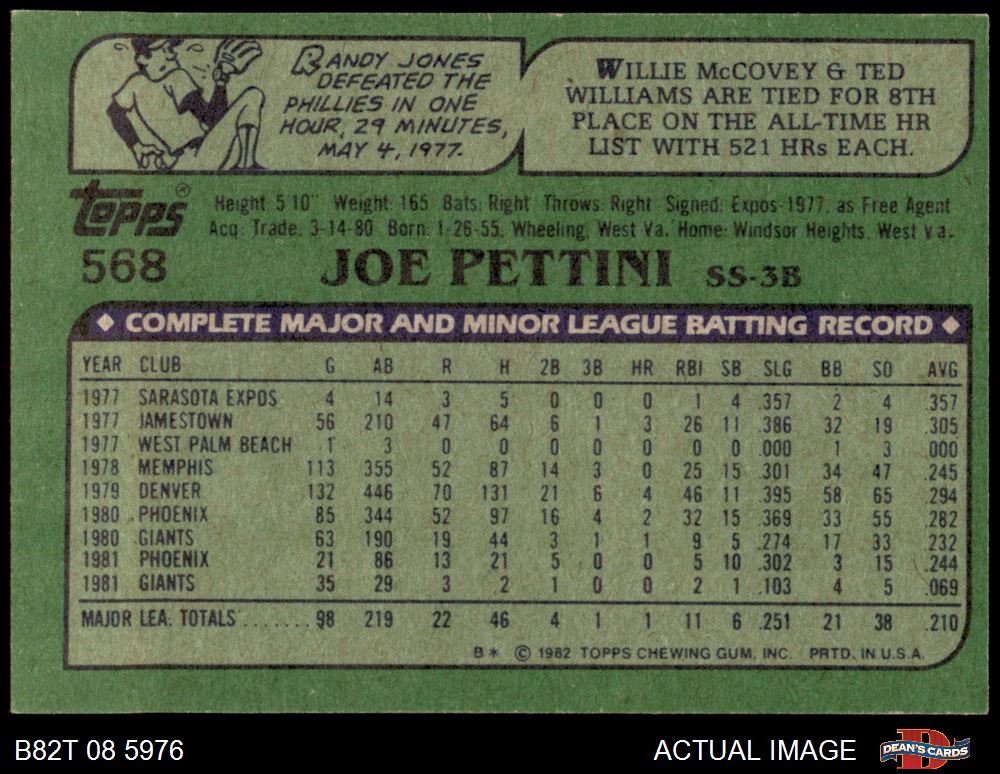 RANDY JONES
DEFEATED THE
PHILLIES IN ONE
HOUR, 29 MINUTES,
MAY 4, 1977.
WILLIE McCOVEY & TED
WILLIAMS ARE TIED FOR 8TH
PLACE ON THE ALL-TIME HR
LIST WITH 521 HRs EACH.
Topps®
Height: 5'10" Weight: 165 Bats: Right Throws: Right Signed: Expos-1977, as Free Agent
Acq: Trade, 3-14-80 Born: 1-26-55, Wheeling, West Va. Home: Windsor Heights, West Va.
568 JOE PETTINI SS-3B
◆ COMPLETE MAJOR AND MINOR LEAGUE BATTING RECORD ◆
YEAR CLUB G AB R H 2B 3B HR RBI SB SLG BB SO AVG
1977 SARASOTA EXPOS 4 14 3 5 0 0 0 1 4 .357 2 4 .357
1977 JAMESTOWN 56 210 47 64 6 1 3 26 11 .386 32 19 .305
1977 WEST PALM BEACH 1 3 0 0 0 0 0 0 0 .000 1 3 .000
1978 MEMPHIS 113 355 52 87 14 3 0 25 15 .301 34 47 .245
1979 DENVER 132 446 70 131 21 6 4 46 11 .395 58 65 .294
1980 PHOENIX 85 344 52 97 16 4 2 32 15 .369 33 55 .282
1980 GIANTS 63 190 19 44 3 1 1 9 5 .274 17 33 .232
1981 PHOENIX 21 86 13 21 5 0 0 5 10 .302 3 15 .244
1981 GIANTS 35 29 3 2 1 0 0 2 1 .103 4 5 .069
MAJOR LEA. TOTALS........98 219 22 46 4 1 1 11 6 .251 21 38 .210
B* © 1982 TOPPS CHEWING GUM, INC. PRTD. IN U.S.A.
B82T 08 5976 ACTUAL IMAGE DEAN'S CARDS